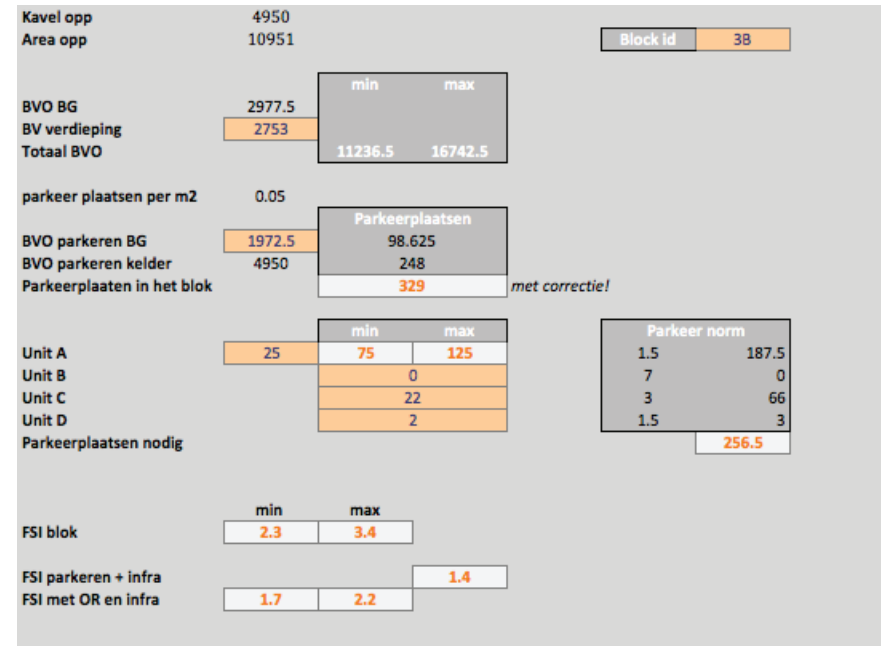 Kavel opp 4950
Area opp 10951 Block id 3B
min max
BVO BG 2977.5
BV verdieping 2753
Totaal BVO 11236.5 16742.5
parkeer plaatsen per m2 0.05
Parkeerplaatsen
BVO parkeren BG 1972.5 98.625
BVO parkeren kelder 4950 248
Parkeerplaaten in het blok 329 met correctie!
min max Parkeer norm
Unit A 25 75 125 1.5 187.5
Unit B 0 7 0
Unit C 22 3 66
Unit D 2 1.5 3
Parkeerplaatsen nodig 256.5
min max
FSI blok 2.3 3.4
FSI parkeren + infra 1.4
FSI met OR en infra 1.7 2.2